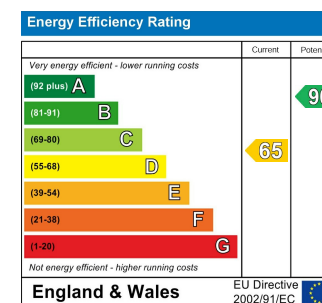 Energy Efficiency Rating
Current
Very energy efficient - lower running costs
(92 plus) A
(81-91) B
(69-80) C
65
(55-68) D
(39-54) E
(21-38) F
(1-20) G
Not energy efficient - higher running costs
England & Wales
EU Directive
2002/91/EC